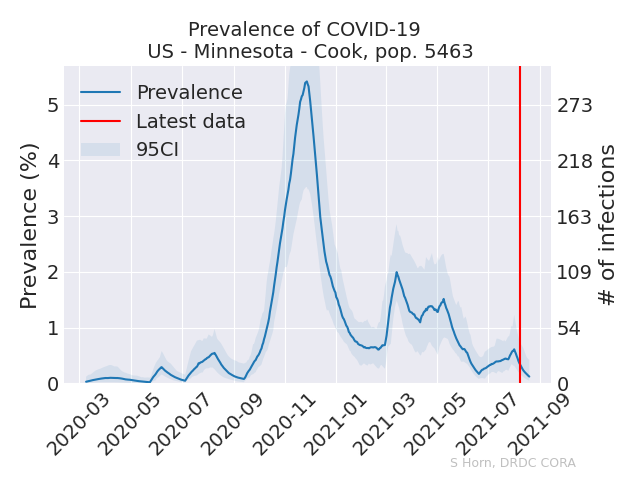 Prevalence of COVID-19
US - Minnesota - Cook, pop. 5463
Prevalence
Latest data
95CI
Prevalence (%)
5
4
3
2
1
0
273
218
163
109
54
0
# of infections
2020-03
2020-05
2020-07
2020-09
2020-11
2021-01
2021-03
2021-05
2021-07
2021-09
S Horn, DRDC CORA